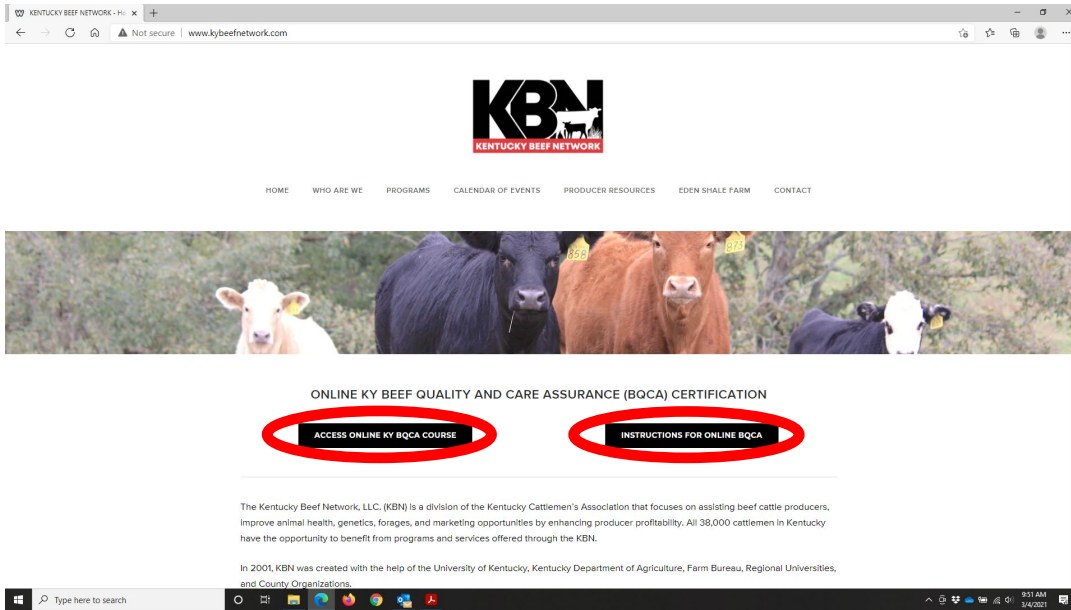 KENTUCKY BEEF NETWORK - Ho
Not secure | www.kybeefnetwork.com
KBN
KENTUCKY BEEF NETWORK
HOME WHO ARE WE PROGRAMS CALENDAR OF EVENTS PRODUCER RESOURCES EDEN SHALE FARM CONTACT
858
873
ONLINE KY BEEF QUALITY AND CARE ASSURANCE (BQCA) CERTIFICATION
ACCESS ONLINE KY BQCA COURSE INSTRUCTIONS FOR ONLINE BQCA
The Kentucky Beef Network, LLC. (KBN) is a division of the Kentucky Cattlemen's Association that focuses on assisting beef cattle producers,
improve animal health, genetics, forages, and marketing opportunities by enhancing producer profitability. All 38,000 cattlemen in Kentucky
have the opportunity to benefit from programs and services offered through the KBN.
In 2001, KBN was created with the help of the University of Kentucky, Kentucky Department of Agriculture, Farm Bureau, Regional Universities,
and County Organizations.
Type here to search
9:51 AM
3/4/2021